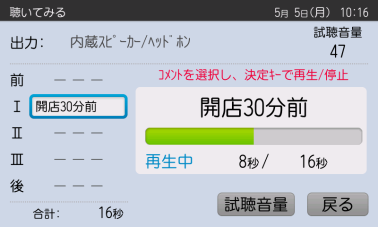 聴いてみる 5月 5日(月) 10:16
出力: 内蔵ｽﾋﾟｰｶｰ/ﾍｯﾄﾞﾎﾝ 試聴音量
47
ｺﾒﾝﾄを選択し、決定ｷｰで再生/停止
前 －－－
Ⅰ 開店30分前
Ⅱ －－－
Ⅲ －－－
後 －－－
合計: 16秒
開店30分前
再生中 8秒/ 16秒
試聴音量 戻る